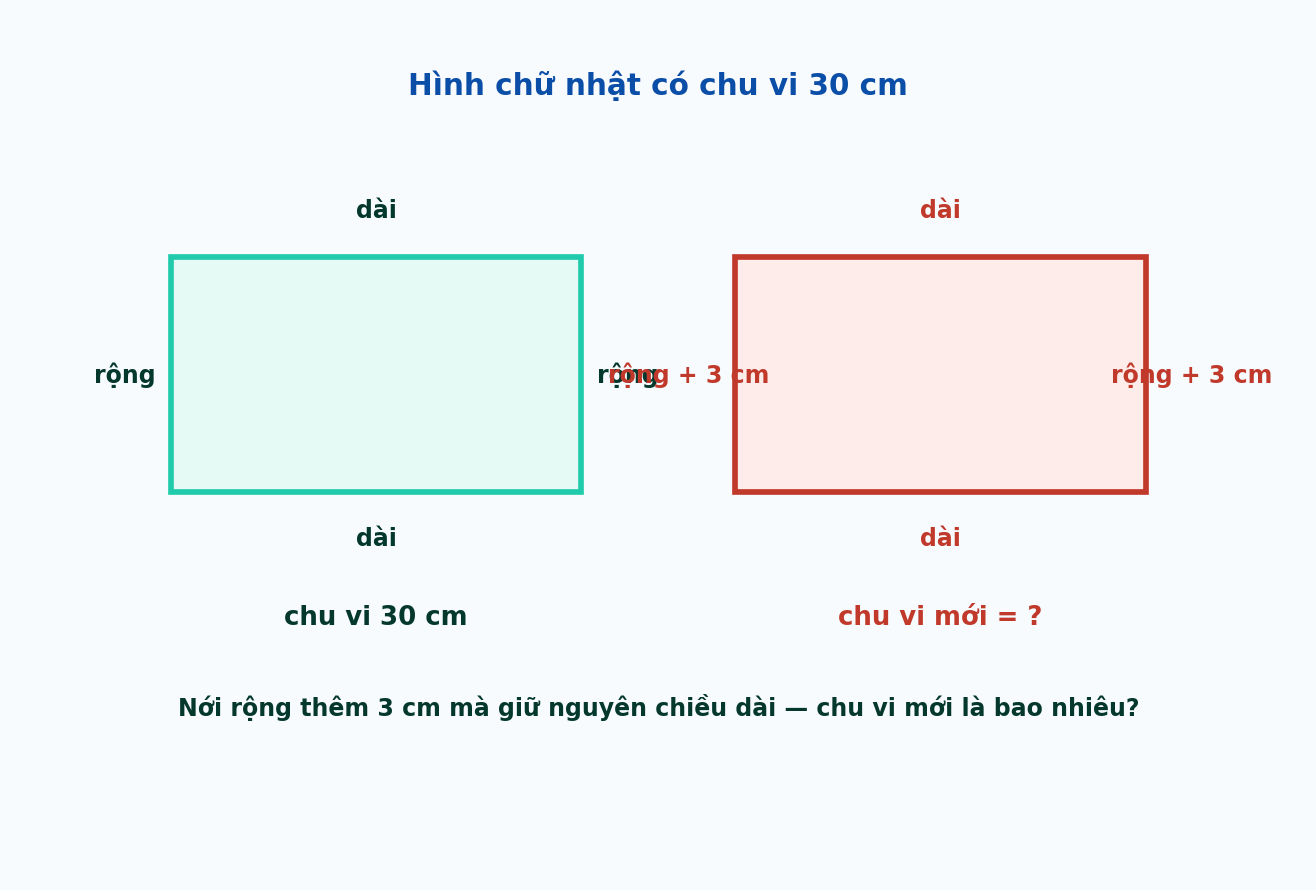 Hình chữ nhật có chu vi 30 cm
dài
dài
rộng
rộng
rộng + 3 cm
rộng + 3 cm
dài
dài
chu vi 30 cm
chu vi mới = ?
Nới rộng thêm 3 cm mà giữ nguyên chiều dài — chu vi mới là bao nhiêu?